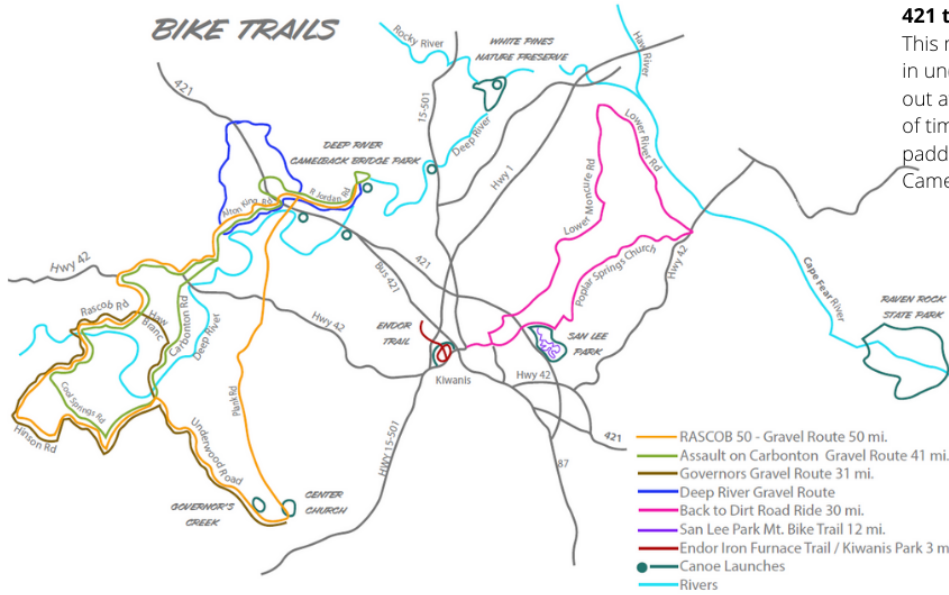 BIKE TRAILS
421 t
This r
in un
out a
of tim
padd
Came
Rocky River
WHITE PINES
NATURE PRESERVE
Haw River
421
15-501
Deep River
Hwy 1
Lower River Rd
Lower Moncure Rd
DEEP RIVER
CAMELBACK BRIDGE PARK
R Jordan Rd
Alton King Rd
Hwy 42
Poplar Springs Church
Hwy 42
Cape Fear River
RAVEN ROCK
STATE PARK
Bus 421
421
Rascob Rd
Haw
Branc
Carbonton Rd
Deep River
Hwy 42
ENDOR
TRAIL
SAN LEE
PARK
Kiwanis
Hwy 42
Plank Rd
Cool Springs Rd
Hinson Rd
Underwood Road
HWY 15-501
421
87
GOVERNOR'S
CREEK
CENTER
CHURCH
RASCOB 50 - Gravel Route 50 mi.
Assault on Carbonton Gravel Route 41 mi.
Governors Gravel Route 31 mi.
Deep River Gravel Route
Back to Dirt Road Ride 30 mi.
San Lee Park Mt. Bike Trail 12 mi.
Endor Iron Furnace Trail / Kiwanis Park 3 m
Canoe Launches
Rivers